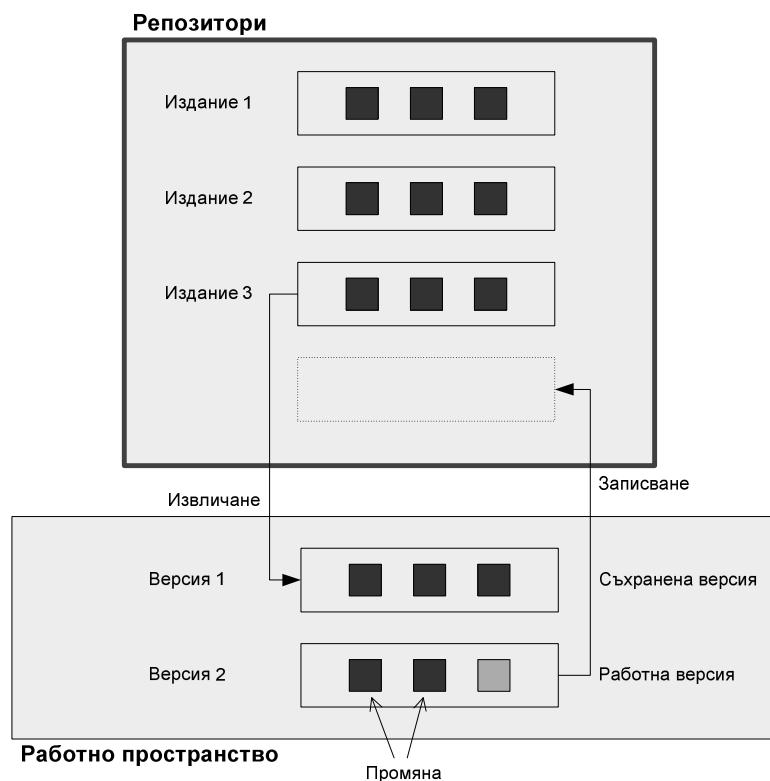 Репозитори
Издание 1
Издание 2
Издание 3
Извличане
Записване
Версия 1
Съхранена версия
Версия 2
Работна версия
Работно пространство
Промяна